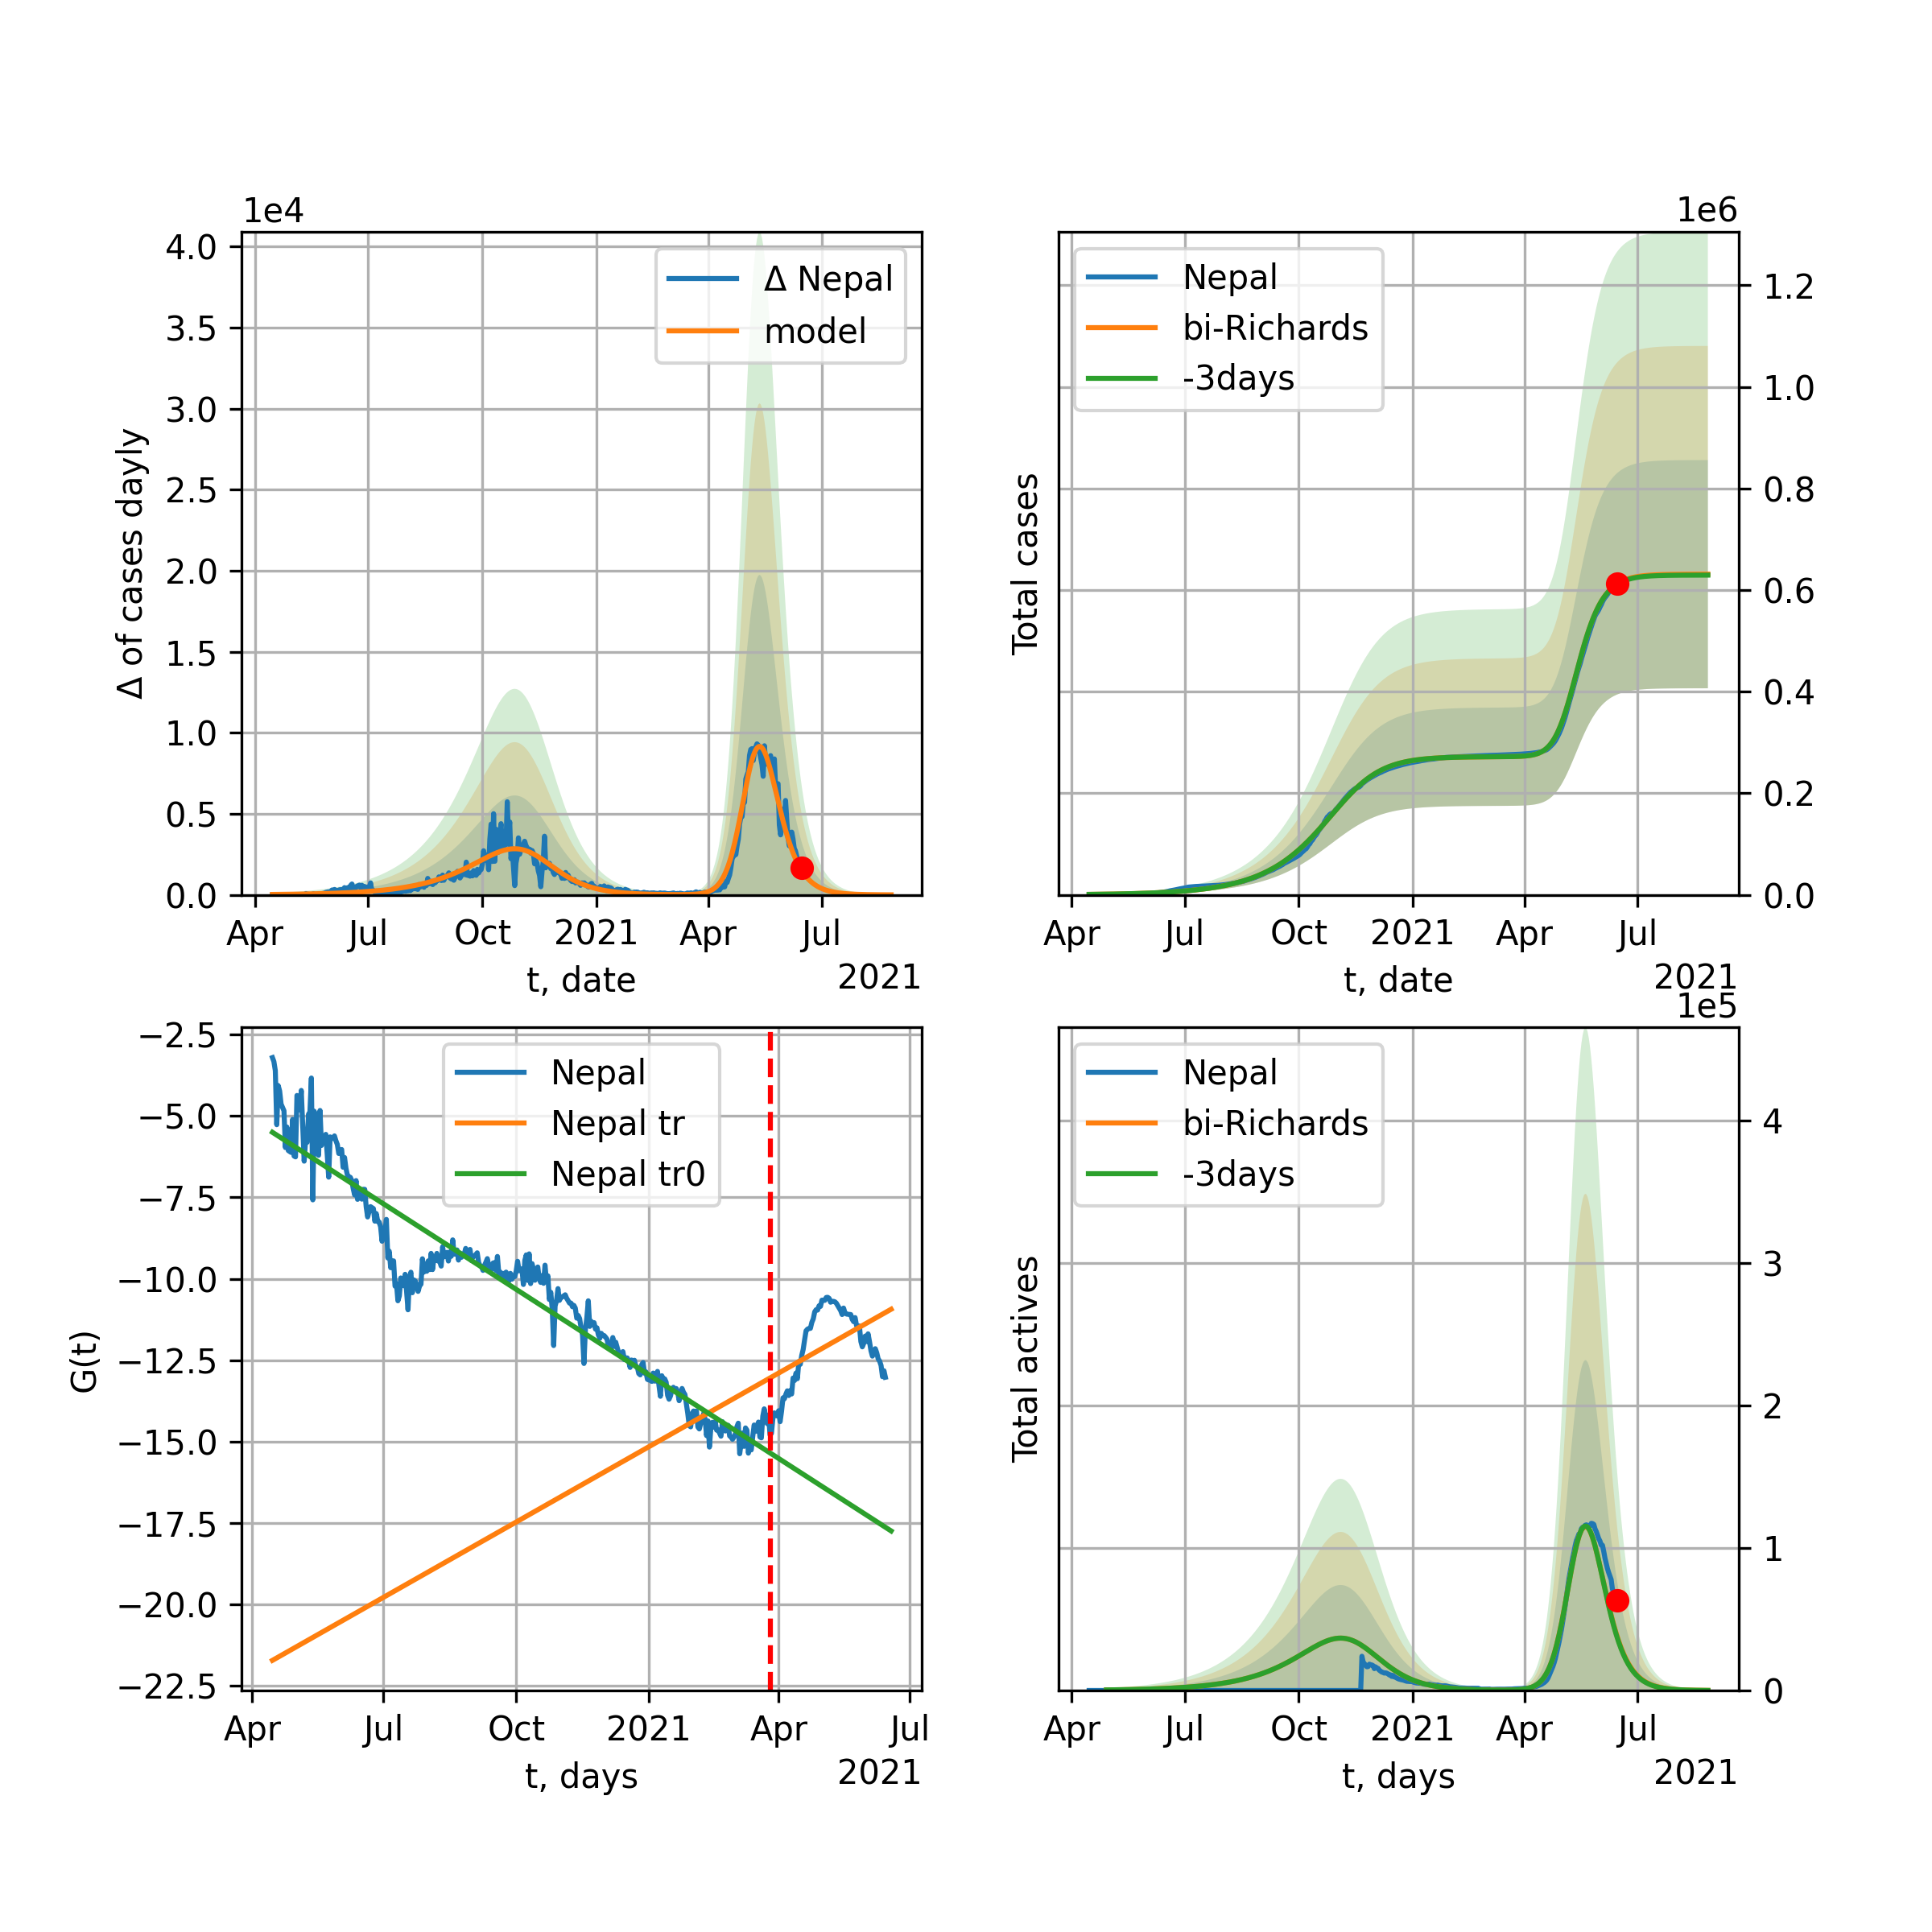 1e4
4.0
3.5
3.0
2.5
2.0
1.5
1.0
0.5
0.0
Δ of cases dayly
Δ Nepal
model
Apr Jul Oct 2021 Apr Jul
t, date
2021
1e6
Nepal
bi-Richards
-3days
Total cases
1.2
1.0
0.8
0.6
0.4
0.2
0.0
Apr Jul Oct 2021 Apr Jul
t, date
2021
−2.5
−5.0
−7.5
−10.0
−12.5
−15.0
−17.5
−20.0
−22.5
G(t)
Nepal
Nepal tr
Nepal tr0
Apr Jul Oct 2021 Apr Jul
t, days
2021
1e5
Nepal
bi-Richards
-3days
Total actives
4
3
2
1
0
Apr Jul Oct 2021 Apr Jul
t, days
2021